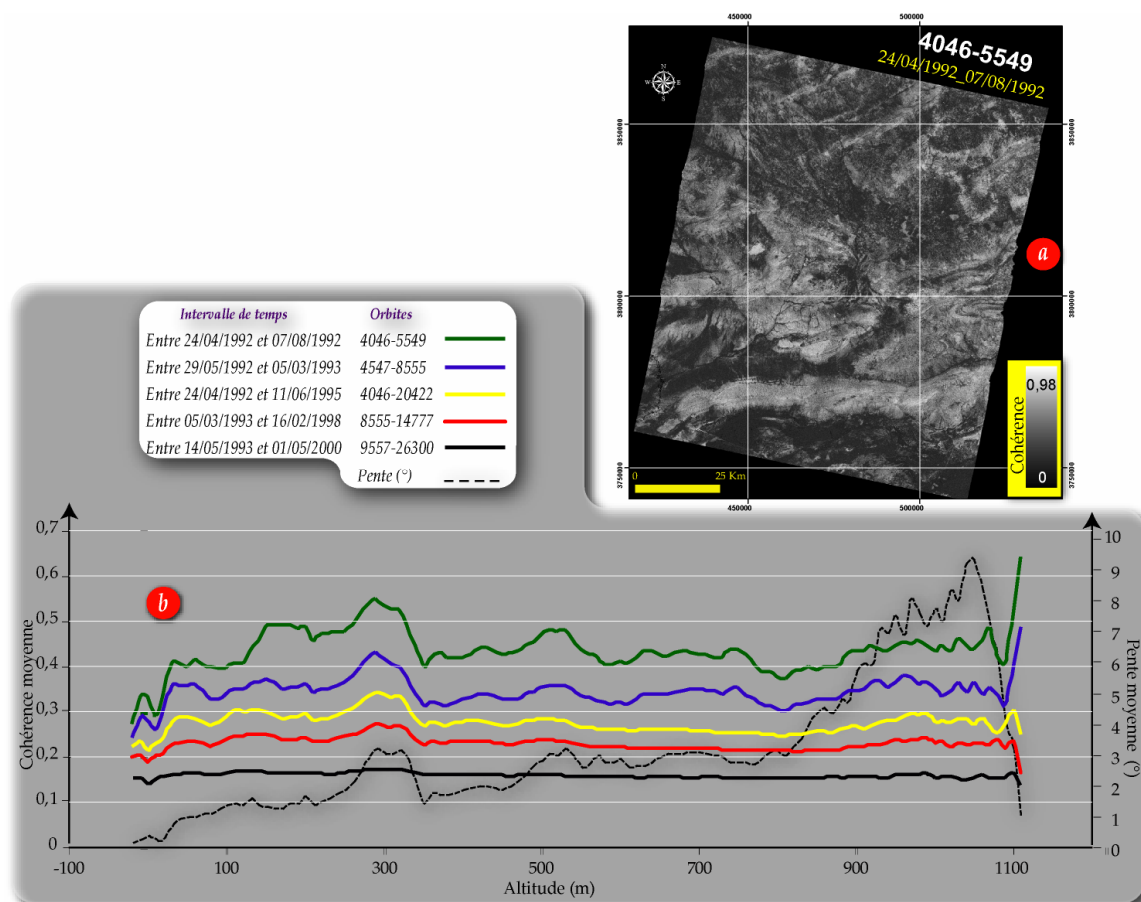 450000 500000
4046-5549
24/04/1992_07/08/1992
N
W E
S
3850000 3850000
a
3800000 3800000
Cohérence
0,98
0
3750000 3750000
0 25 Km
450000 500000
Intervalle de temps Orbites
Entre 24/04/1992 et 07/08/1992 4046-5549
Entre 29/05/1992 et 05/03/1993 4547-8555
Entre 24/04/1992 et 11/06/1995 4046-20422
Entre 05/03/1993 et 16/02/1998 8555-14777
Entre 14/05/1993 et 01/05/2000 9557-26300
Pente (°)
b
Cohérence moyenne
0,7
0,6
0,5
0,4
0,3
0,2
0,1
0
-100 100 300 500 700 900 1100
Altitude (m)
10
9
8
7
6
5
4
3
2
1
0
Pente moyenne (°)